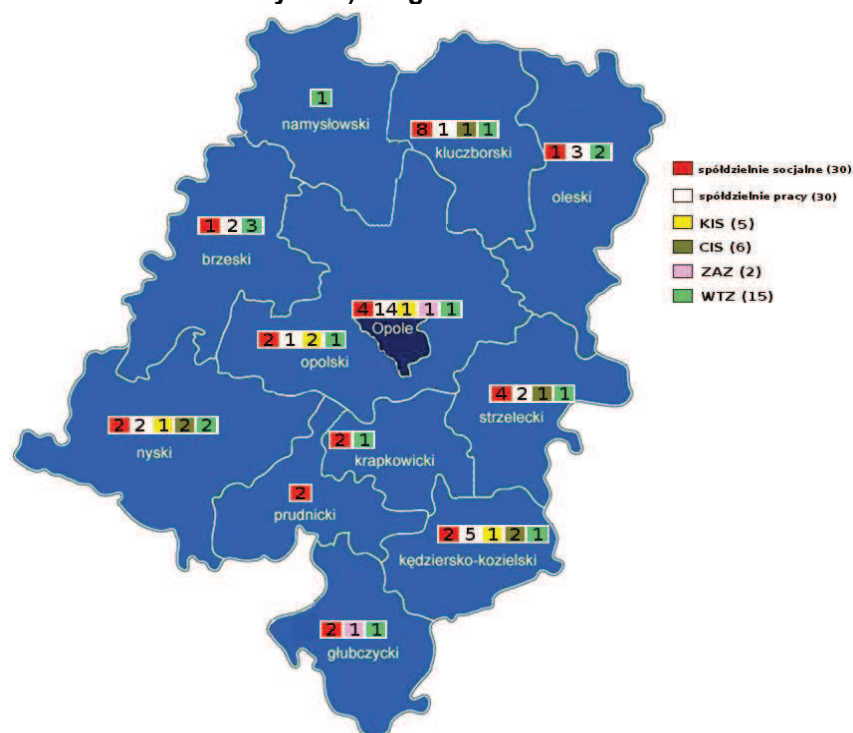 1
namysłowski
8 1 1 1
kluczborski
1 3 2
oleski
spółdzielnie socjalne (30)
spółdzielnie pracy (30)
KIS (5)
CIS (6)
ZAZ (2)
WTZ (15)
1 2 3
brzeski
4 14 1 1 1
Opole
2 1 2 1
opolski
4 2 1 1
strzelecki
2 2 1 2 2
nyski
2 1
krapkowicki
2
prudnicki
2 5 1 2 1
kędziersko-kozielski
2 1 1
głubczycki